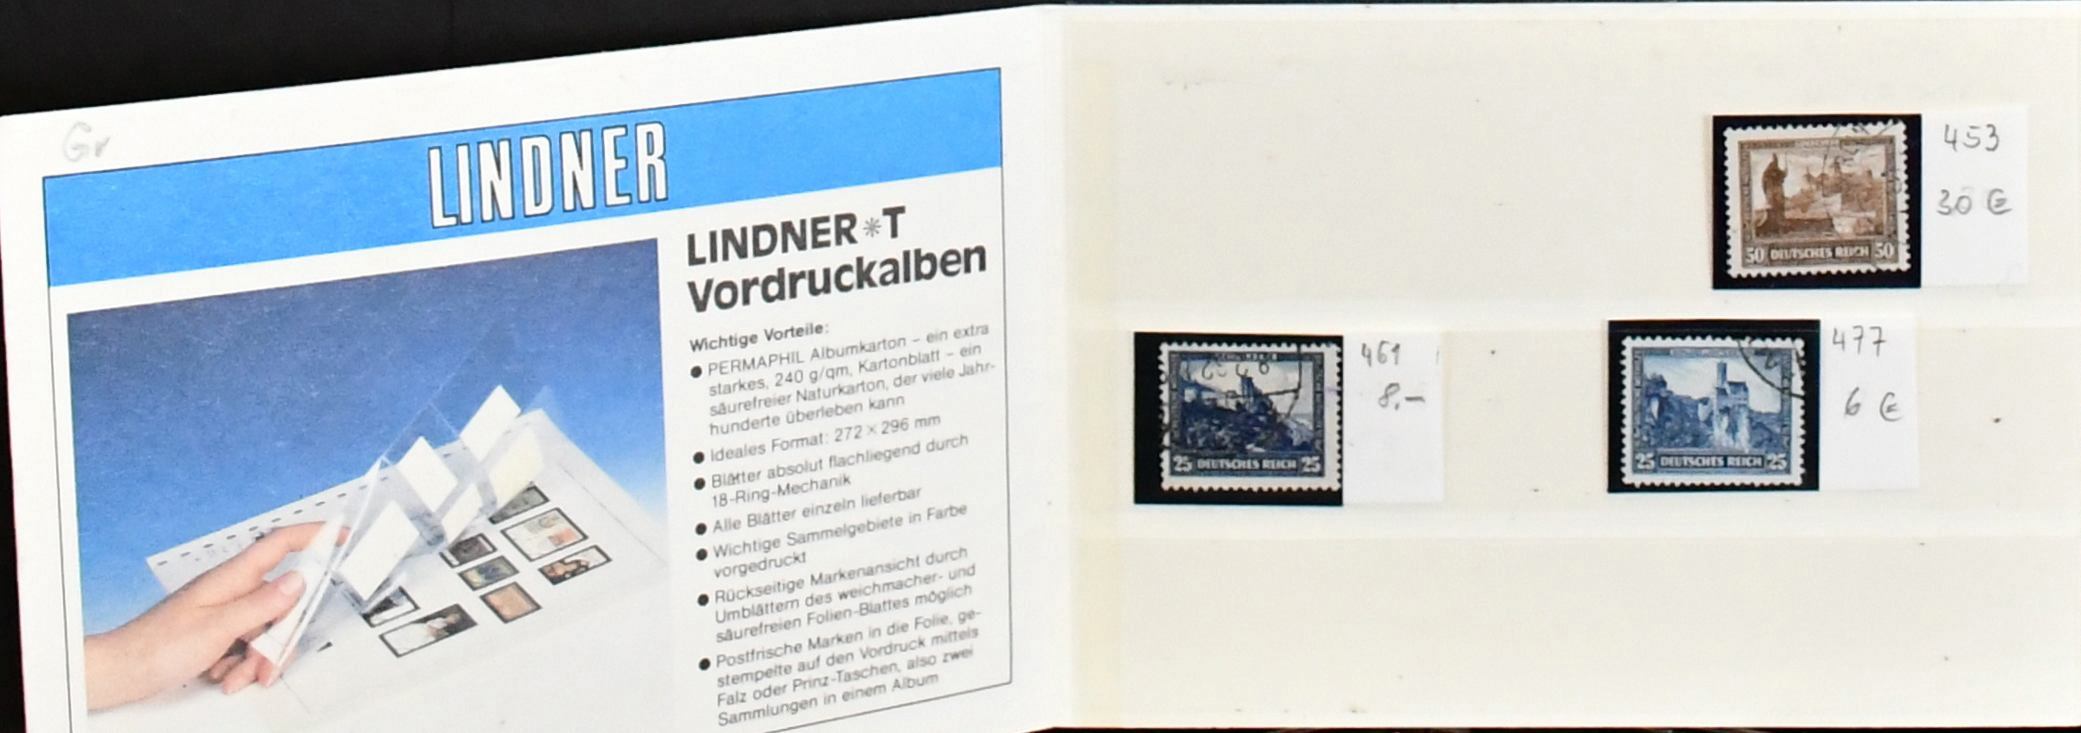 Gr
LINDNER
LINDNER*T
Vordruckalben
Wichtige Vorteile:
● PERMAPHIL Albumkarton – ein extra
starkes, 240 g/qm, Kartonblatt – ein
säurefreier Naturkarton, der viele Jahr-
hunderte überleben kann
● Ideales Format: 272 × 296 mm
● Blätter absolut flachliegend durch
18-Ring-Mechanik
● Alle Blätter einzeln lieferbar
● Wichtige Sammelgebiete in Farbe
vorgedruckt
● Rückseitige Markenansicht durch
Umblättern des weichmacher- und
säurefreien Folien-Blattes möglich
● Postfrische Marken in die Folie, ge-
stempelte auf den Vordruck mittels
Falz oder Prinz-Taschen, also zwei
Sammlungen in einem Album
50 DEUTSCHES REICH 50
453
30 €
25 DEUTSCHES REICH 25
461
8,–
25 DEUTSCHES REICH 25
477
6 €